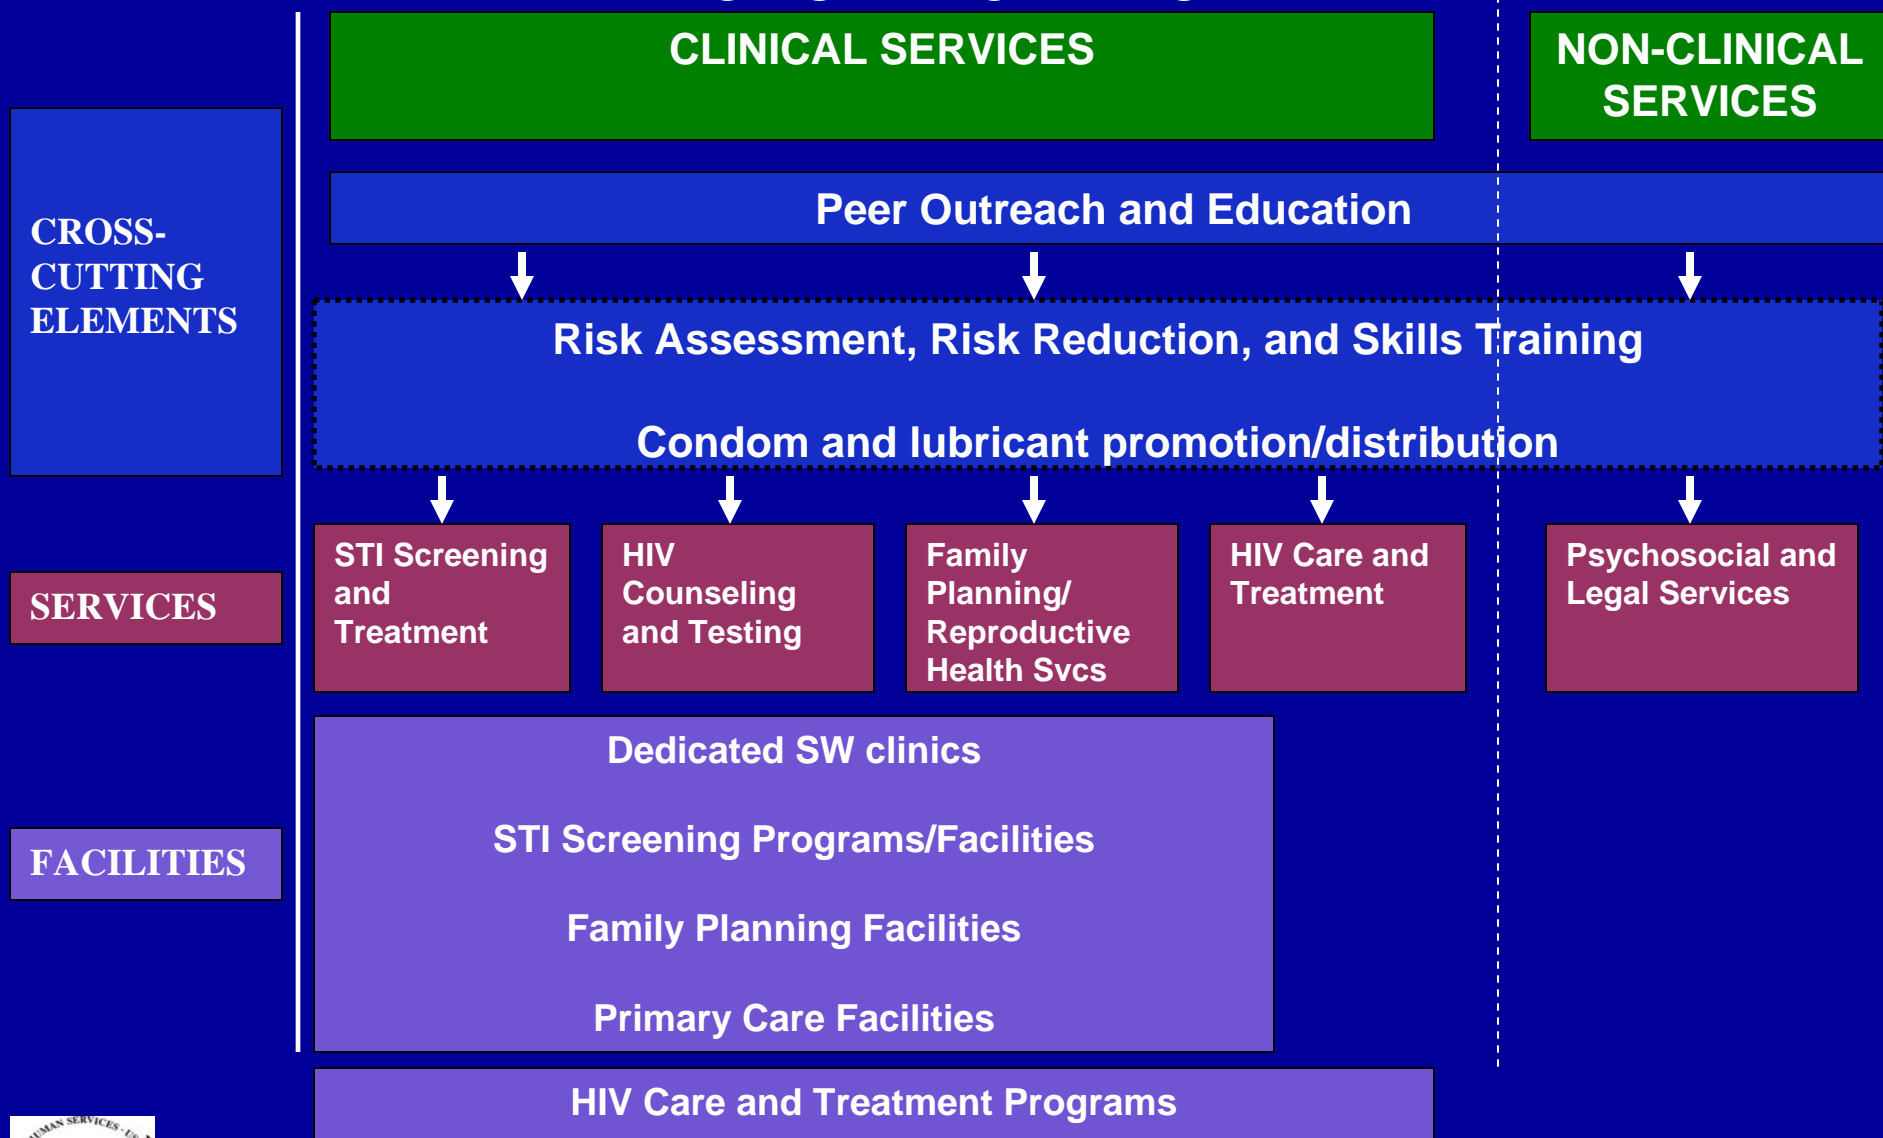 CLINICAL SERVICES
NON-CLINICAL
SERVICES
CROSS-
CUTTING
ELEMENTS
Peer Outreach and Education
Risk Assessment, Risk Reduction, and Skills Training
Condom and lubricant promotion/distribution
SERVICES
STI Screening
and
Treatment
HIV
Counseling
and Testing
Family
Planning/
Reproductive
Health Svcs
HIV Care and
Treatment
Psychosocial and
Legal Services
FACILITIES
Dedicated SW clinics
STI Screening Programs/Facilities
Family Planning Facilities
Primary Care Facilities
HIV Care and Treatment Programs
HUMAN SERVICES